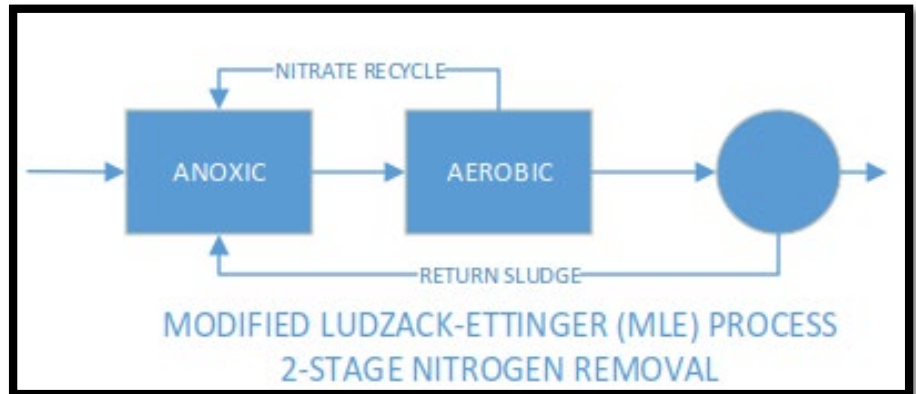 NITRATE RECYCLE
ANOXIC
AEROBIC
RETURN SLUDGE
MODIFIED LUDZACK-ETTINGER (MLE) PROCESS
2-STAGE NITROGEN REMOVAL